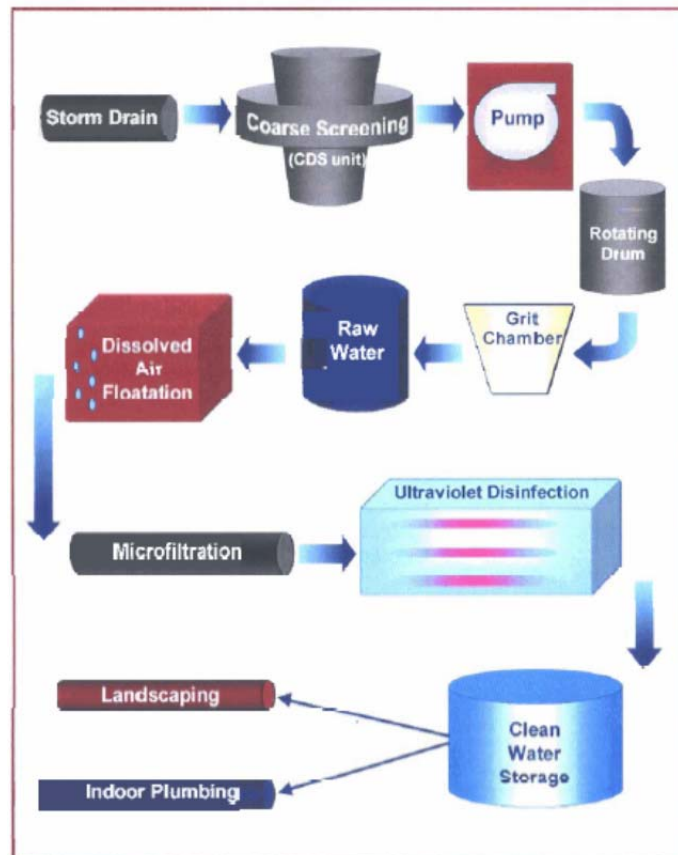 Storm Drain
Coarse Screening
(CDS unit)
Pump
Rotating
Drum
Grit
Chamber
Raw
Water
Dissolved
Air
Floatation
Microfiltration
Ultraviolet Disinfection
Clean
Water
Storage
Landscaping
Indoor Plumbing